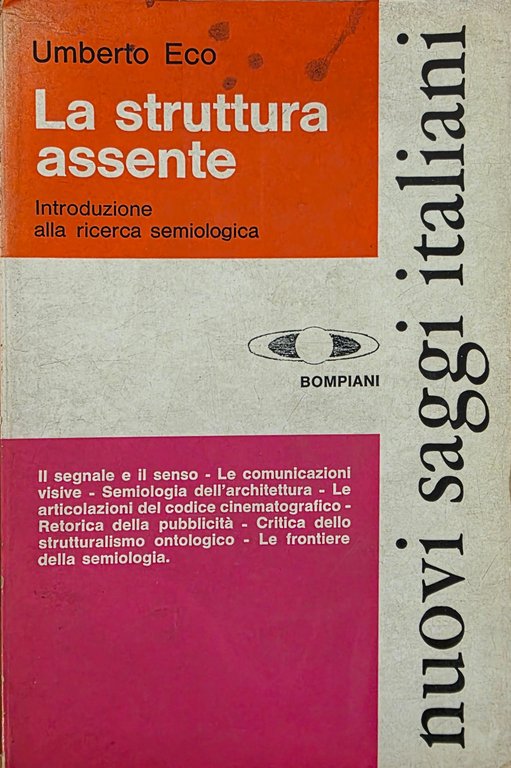 Umberto Eco
La struttura
assente
Introduzione
alla ricerca semiologica
BOMPIANI
Il segnale e il senso - Le comunicazioni
visive - Semiologia dell'architettura - Le
articolazioni del codice cinematografico -
Retorica della pubblicità - Critica dello
strutturalismo ontologico - Le frontiere
della semiologia.
nuovi saggi italiani